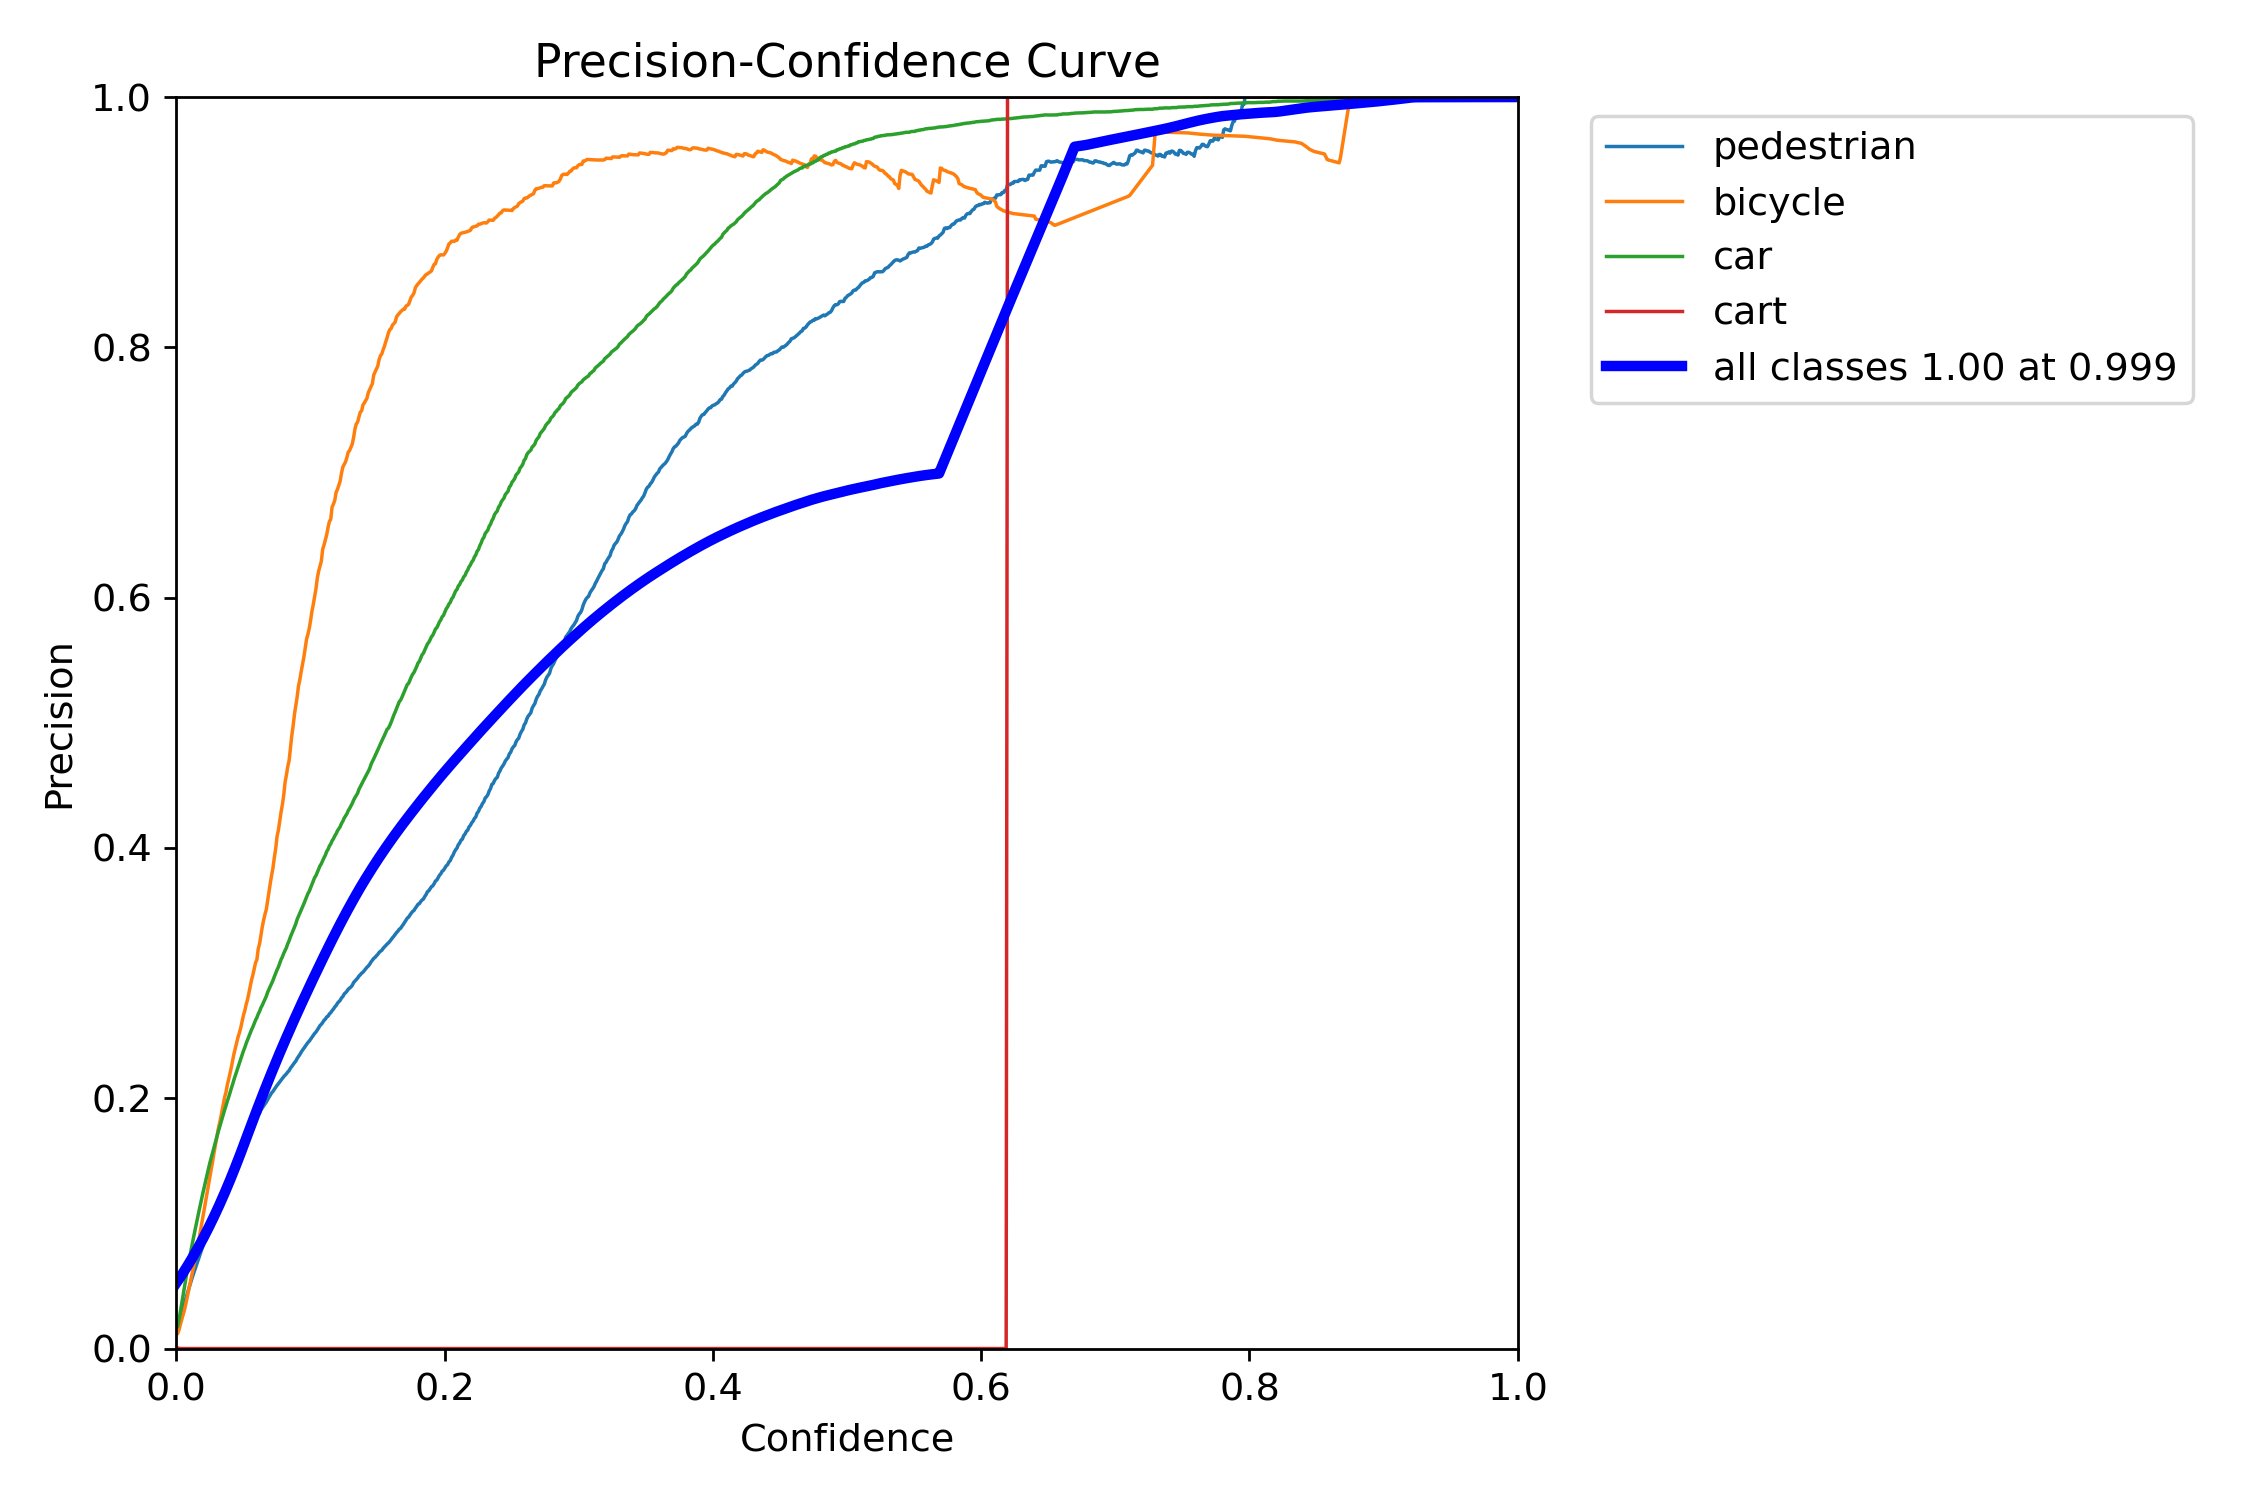 Precision-Confidence Curve
1.0
0.8
0.6
0.4
0.2
0.0
Precision
0.0 0.2 0.4 0.6 0.8 1.0
Confidence
pedestrian
bicycle
car
cart
all classes 1.00 at 0.999